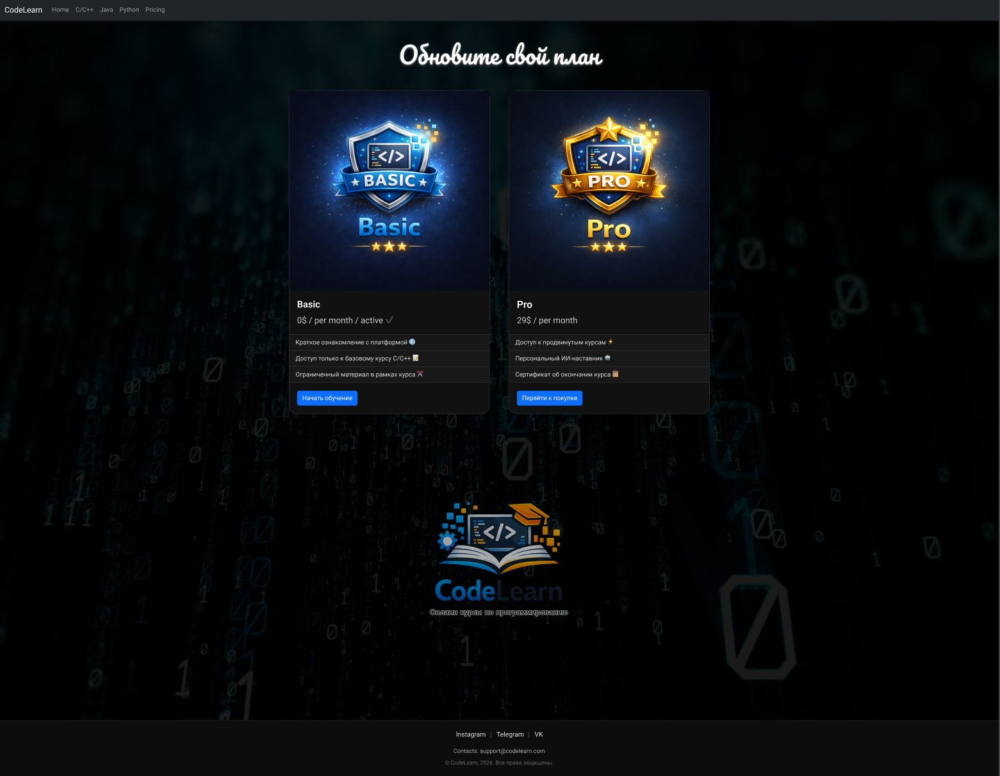 CodeLearn Home C/C++ Java Python Pricing
Обновите свой план
</>
BASIC
Basic
</>
PRO
Pro
Basic
0$ / per month / active ✔
Краткое ознакомление с платформой 🌐
Доступ только к базовому курсу C/C++ 📝
Ограниченный материал в рамках курса ✂️
Начать обучение
Pro
29$ / per month
Доступ к продвинутым курсам ⚡
Персональный ИИ-наставник 🤖
Сертификат об окончании курса 📜
Перейти к покупке
</>
CodeLearn
Онлаин курсы по программированию
Instagram | Telegram | VK
Contacts: support@codelearn.com
© CodeLearn, 2026. Все права защищены.